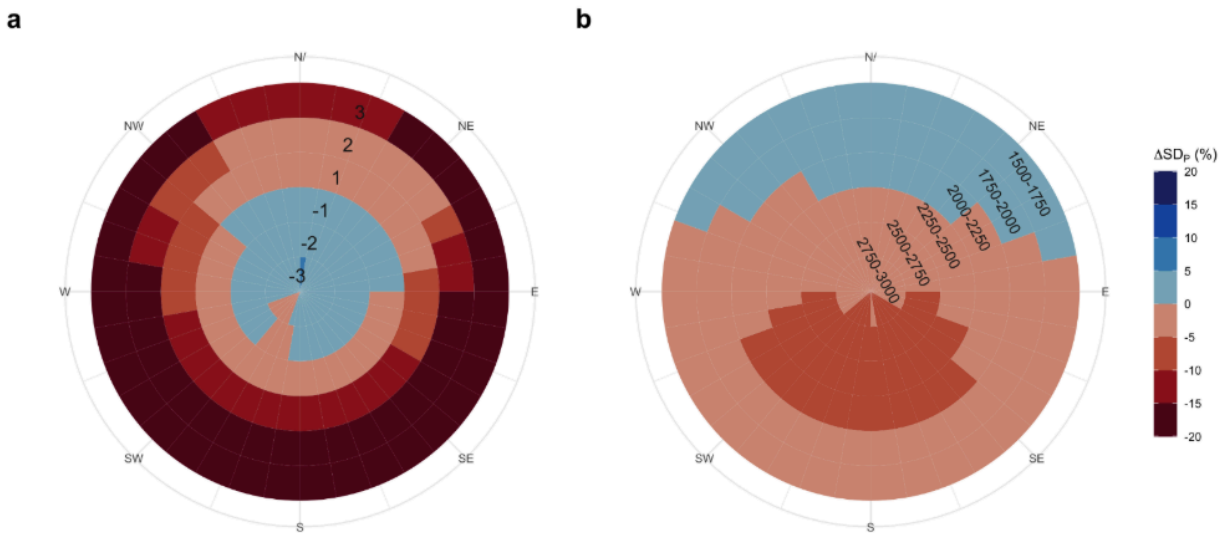 a
b
N/
NW
NE
W
E
SW
SE
S
3
2
1
-1
-2
-3
N/
NW
NE
W
E
SW
SE
S
1500-1750
1750-2000
2000-2250
2250-2500
2500-2750
2750-3000
ΔSDₚ (%)
20
15
10
5
0
-5
-10
-15
-20